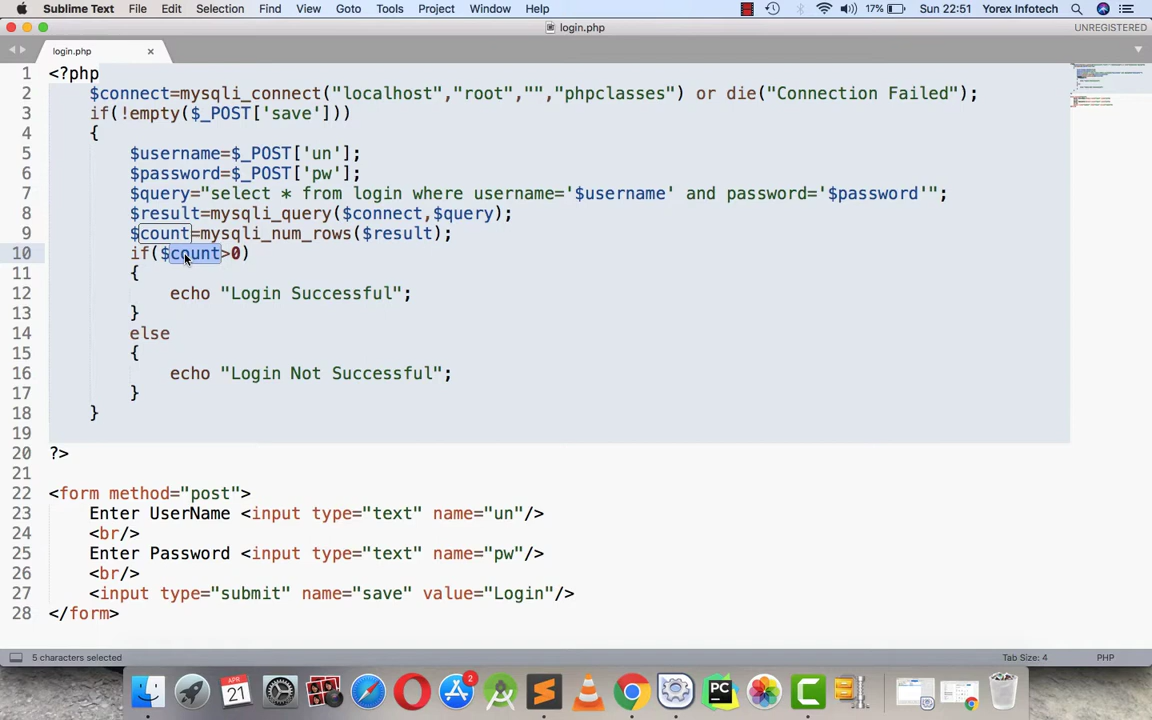 Sublime Text File Edit Selection Find View Goto Tools Project Window Help 17% Sun 22:51 Yorex Infotech
login.php UNREGISTERED
login.php
1 <?php
2 $connect=mysqli_connect("localhost","root","","phpclasses") or die("Connection Failed");
3 if(!empty($_POST['save']))
4 {
5 $username=$_POST['un'];
6 $password=$_POST['pw'];
7 $query="select * from login where username='$username' and password='$password'";
8 $result=mysqli_query($connect,$query);
9 $count=mysqli_num_rows($result);
10 if($count>0)
11 {
12 echo "Login Successful";
13 }
14 else
15 {
16 echo "Login Not Successful";
17 }
18 }
19
20 ?>
21
22 <form method="post">
23 Enter UserName <input type="text" name="un"/>
24 <br/>
25 Enter Password <input type="text" name="pw"/>
26 <br/>
27 <input type="submit" name="save" value="Login"/>
28 </form>
5 characters selected Tab Size: 4 PHP
APR
21
2
PC